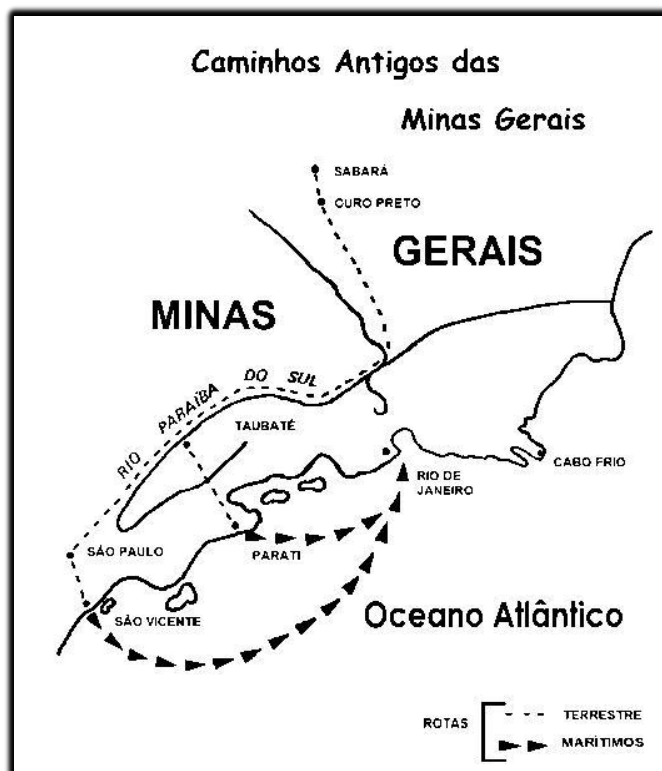 Caminhos Antigos das
Minas Gerais
SABARÁ
OURO PRETO
GERAIS
MINAS
RIO PARAÍBA DO SUL
TAUBATÉ
CABO FRIO
RIO DE
JANEIRO
SÃO PAULO
PARATI
SÃO VICENTE
Oceano Atlântico
ROTAS
TERRESTRE
MARÍTIMOS